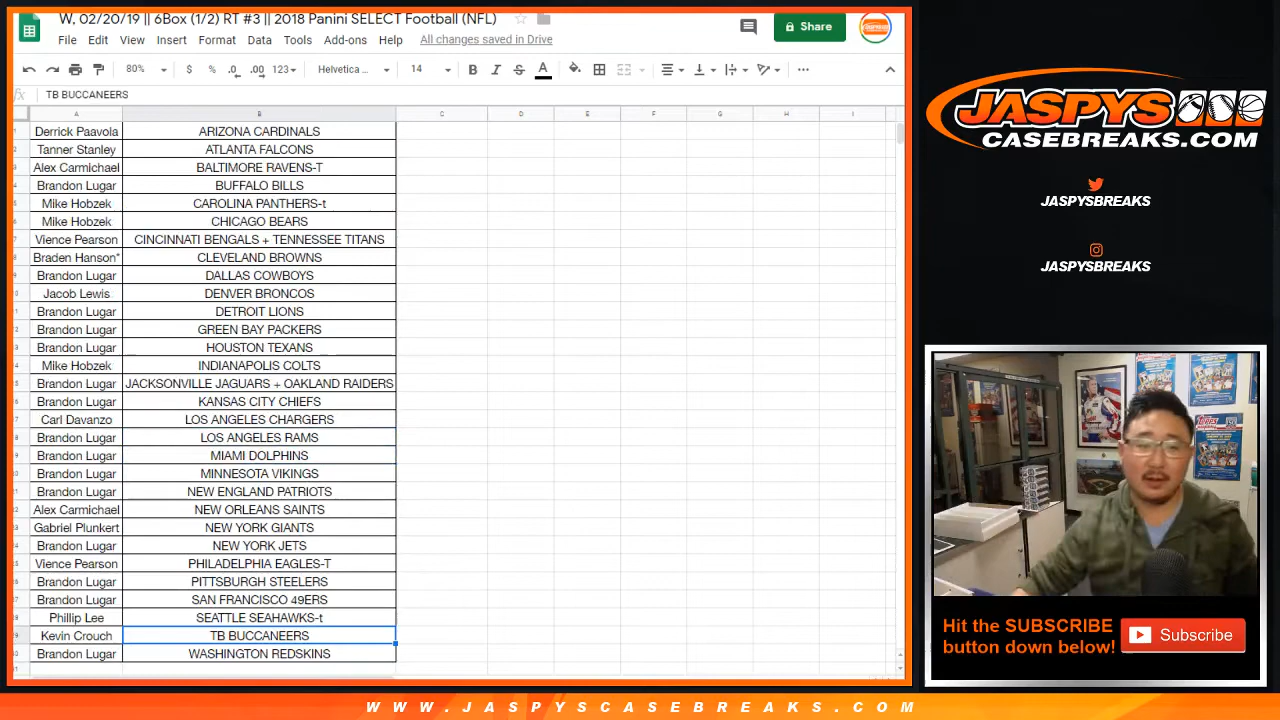 W, 02/20/19 || 6Box (1/2) RT #3 || 2018 Panini SELECT Football (NFL)
File Edit View Insert Format Data Tools Add-ons Help All changes saved in Drive
Share
80% $ % .0 .00 123 Helvetica ... 14 B I S A
fx TB BUCCANEERS
A B C D E F G H I
Derrick Paavola ARIZONA CARDINALS
Tanner Stanley ATLANTA FALCONS
Alex Carmichael BALTIMORE RAVENS-T
Brandon Lugar BUFFALO BILLS
Mike Hobzek CAROLINA PANTHERS-t
Mike Hobzek CHICAGO BEARS
Vience Pearson CINCINNATI BENGALS + TENNESSEE TITANS
Braden Hanson* CLEVELAND BROWNS
Brandon Lugar DALLAS COWBOYS
Jacob Lewis DENVER BRONCOS
Brandon Lugar DETROIT LIONS
Brandon Lugar GREEN BAY PACKERS
Brandon Lugar HOUSTON TEXANS
Mike Hobzek INDIANAPOLIS COLTS
Brandon Lugar JACKSONVILLE JAGUARS + OAKLAND RAIDERS
Brandon Lugar KANSAS CITY CHIEFS
Carl Davanzo LOS ANGELES CHARGERS
Brandon Lugar LOS ANGELES RAMS
Brandon Lugar MIAMI DOLPHINS
Brandon Lugar MINNESOTA VIKINGS
Brandon Lugar NEW ENGLAND PATRIOTS
Alex Carmichael NEW ORLEANS SAINTS
Gabriel Plunkert NEW YORK GIANTS
Brandon Lugar NEW YORK JETS
Vience Pearson PHILADELPHIA EAGLES-T
Brandon Lugar PITTSBURGH STEELERS
Brandon Lugar SAN FRANCISCO 49ERS
Phillip Lee SEATTLE SEAHAWKS-t
Kevin Crouch TB BUCCANEERS
Brandon Lugar WASHINGTON REDSKINS
JASPYS
CASEBREAKS.COM
JASPYSBREAKS
JASPYSBREAKS
Topps
Hit the SUBSCRIBE
button down below!
Subscribe
WWW.JASPYSCASEBREAKS.COM